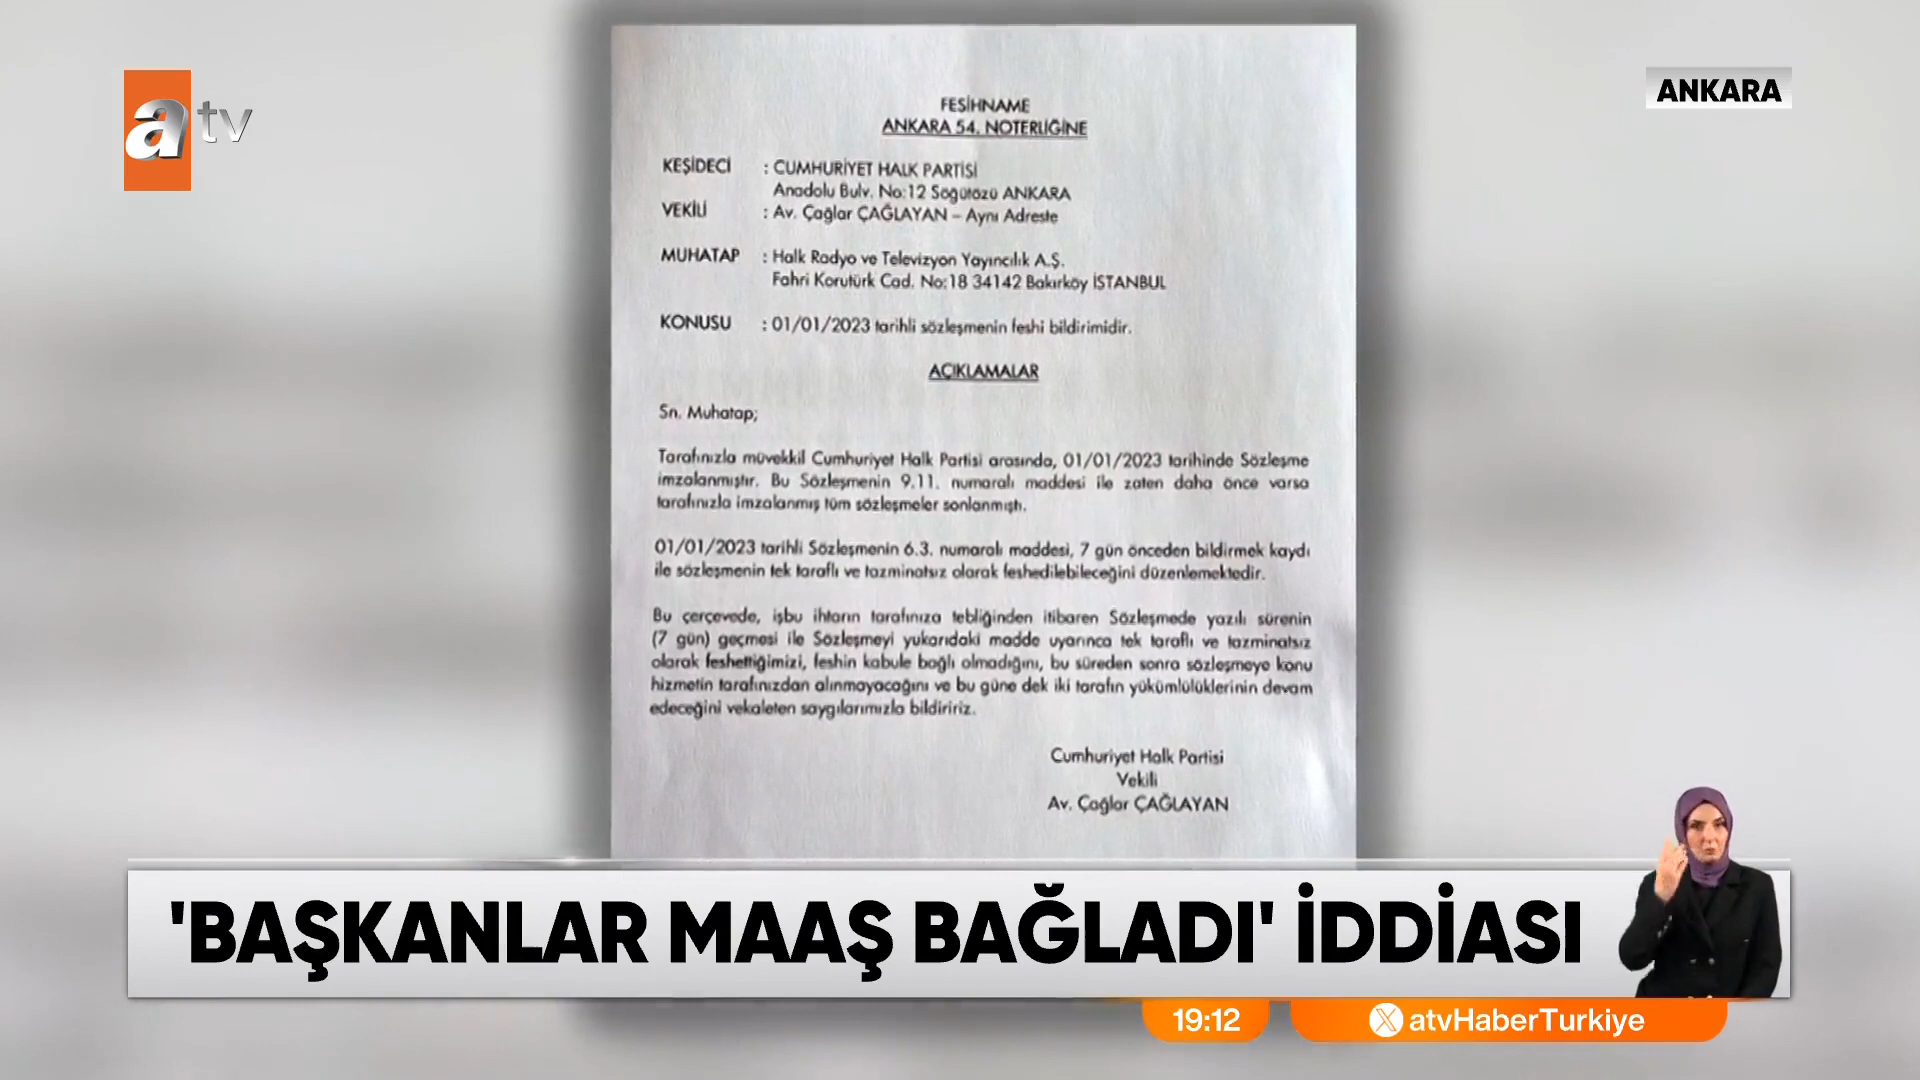 atv
ANKARA
FESİHNAME
ANKARA 54. NOTERLİĞİNE
KEŞİDECİ : CUMHURİYET HALK PARTİSİ
Anadolu Bulv. No:12 Söğütözü ANKARA
VEKİLİ : Av. Çağlar ÇAĞLAYAN – Aynı Adreste
MUHATAP : Halk Radyo ve Televizyon Yayıncılık A.Ş.
Fahri Korutürk Cad. No:18 34142 Bakırköy İSTANBUL
KONUSU : 01/01/2023 tarihli sözleşmenin feshi bildirimidir.
AÇIKLAMALAR
Sn. Muhatap;
Tarafınızla müvekkil Cumhuriyet Halk Partisi arasında, 01/01/2023 tarihinde Sözleşme
imzalanmıştır. Bu Sözleşmenin 9.11. numaralı maddesi ile zaten daha önce varsa
tarafınızla imzalanmış tüm sözleşmeler sonlanmıştı.
01/01/2023 tarihli Sözleşmenin 6.3. numaralı maddesi, 7 gün önceden bildirmek kaydı
ile sözleşmenin tek taraflı ve tazminatsız olarak feshedilebileceğini düzenlemektedir.
Bu çerçevede, işbu ihtarın tarafınıza tebliğinden itibaren Sözleşmede yazılı sürenin
(7 gün) geçmesi ile Sözleşmeyi yukarıdaki madde uyarınca tek taraflı ve tazminatsız
olarak feshettiğimizi, feshin kabule bağlı olmadığını, bu süreden sonra sözleşmeye konu
hizmetin tarafınızdan alınmayacağını ve bu güne dek iki tarafın yükümlülüklerinin devam
edeceğini vekaleten saygılarımızla bildiririz.
Cumhuriyet Halk Partisi
Vekili
Av. Çağlar ÇAĞLAYAN
'BAŞKANLAR MAAŞ BAĞLADI' İDDİASI
19:12
X atvHaberTurkiye